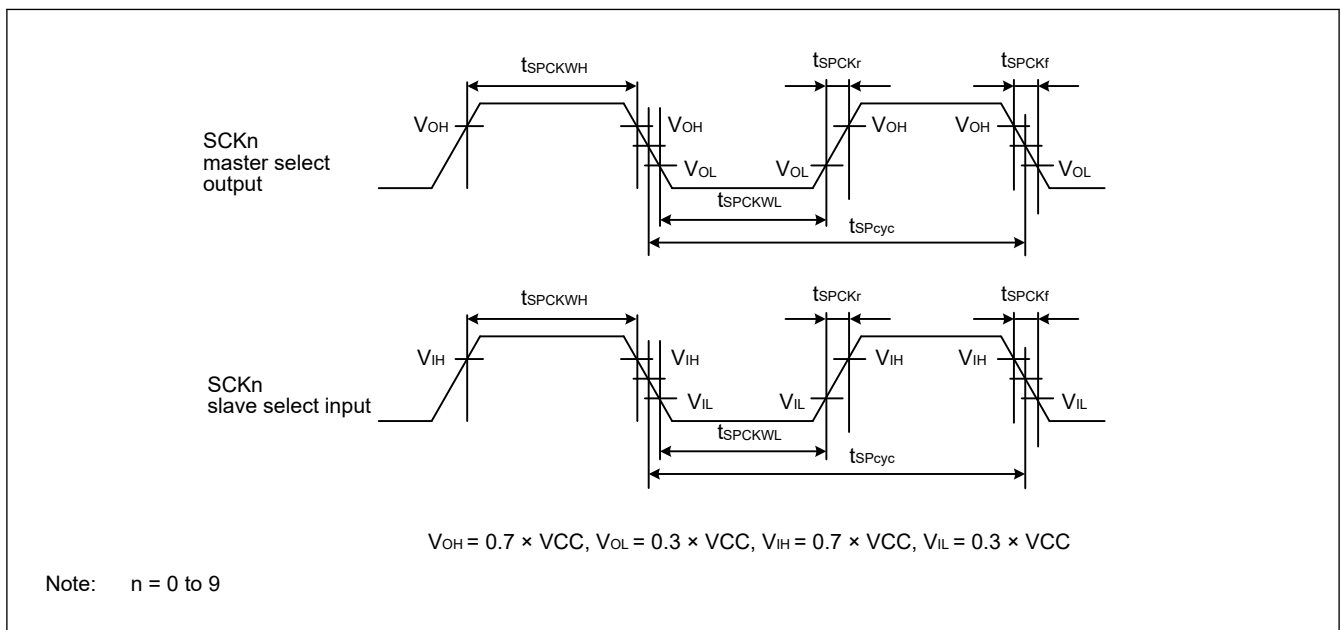 tSPCKWH
tSPCKr
tSPCKf
SCKn
master select
output
VOH
VOH
VOL
VOL
VOH
VOH
VOL
tSPCKWL
tSPcyc
tSPCKWH
tSPCKr
tSPCKf
SCKn
slave select input
VIH
VIH
VIL
VIL
VIH
VIH
VIL
tSPCKWL
tSPcyc
VOH = 0.7 × VCC, VOL = 0.3 × VCC, VIH = 0.7 × VCC, VIL = 0.3 × VCC
Note: n = 0 to 9